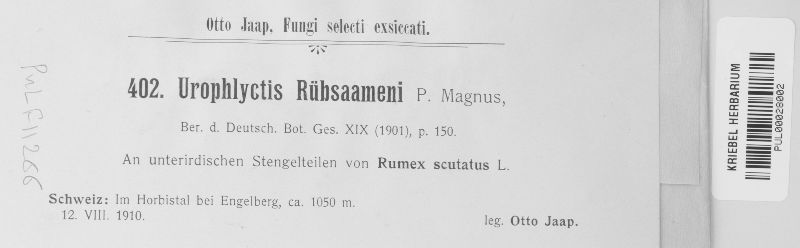 Otto Jaap, Fungi selecti exsiccati.
402. Urophlyctis Rübsaameni P. Magnus,
Ber. d. Deutsch. Bot. Ges. XIX (1901), p. 150.
An unterirdischen Stengelteilen von Rumex scutatus L.
Schweiz: Im Horbistal bei Engelberg, ca. 1050 m.
12. VIII. 1910.
leg. Otto Jaap.
PUL F11266
KRIEBEL HERBARIUM
PUL00028002